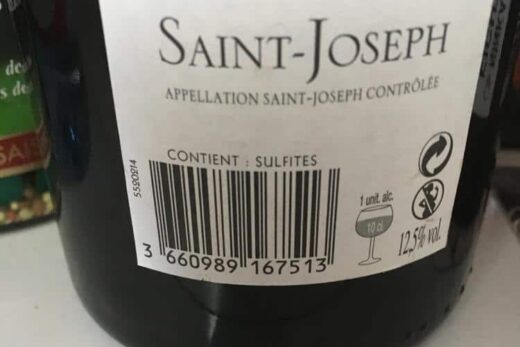 SAINT-JOSEPH
APPELLATION SAINT-JOSEPH CONTRÔLÉE
CONTIENT : SULFITES
5520214
3 660989 167513
1 unit. alc.
10 cl
12,5% vol.